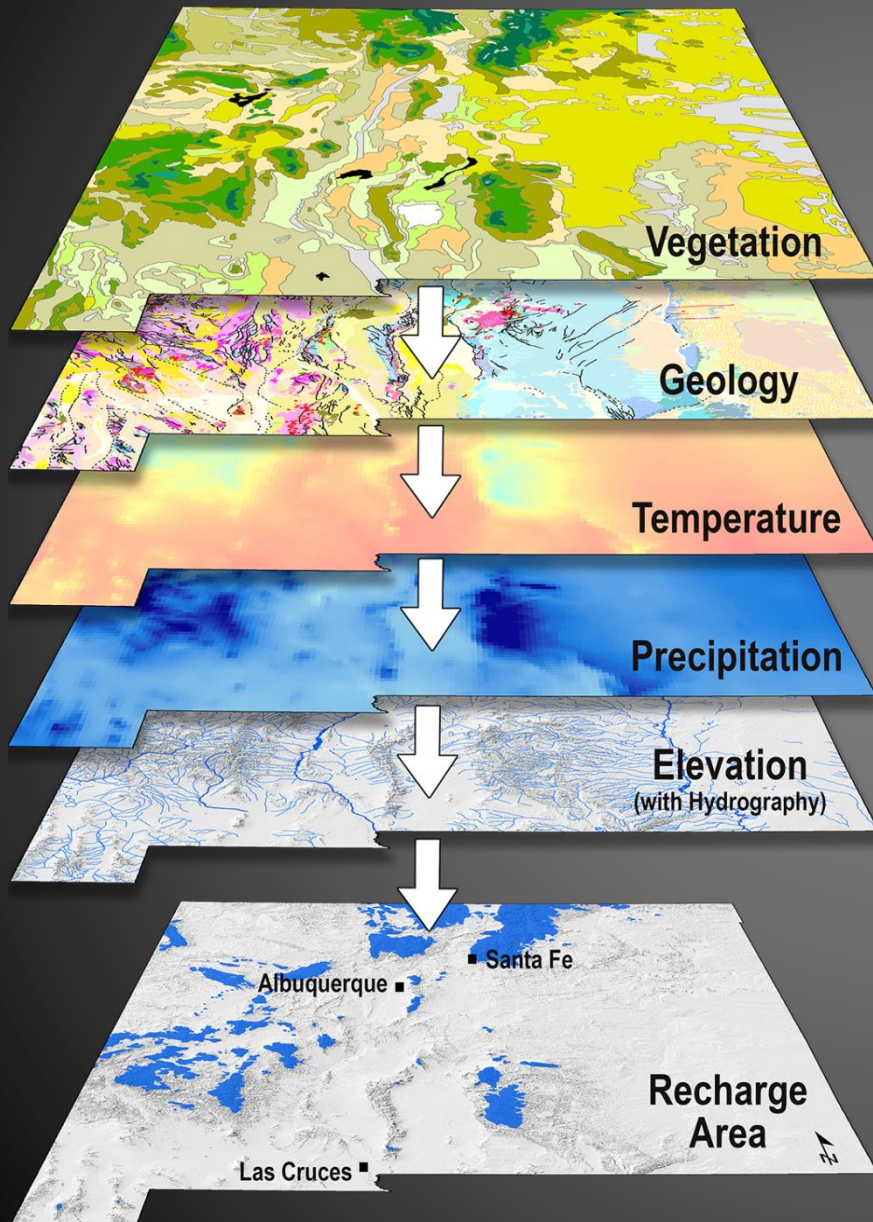 Vegetation
Geology
Temperature
Precipitation
Elevation
(with Hydrography)
Santa Fe
Albuquerque
Recharge
Area
N
Las Cruces